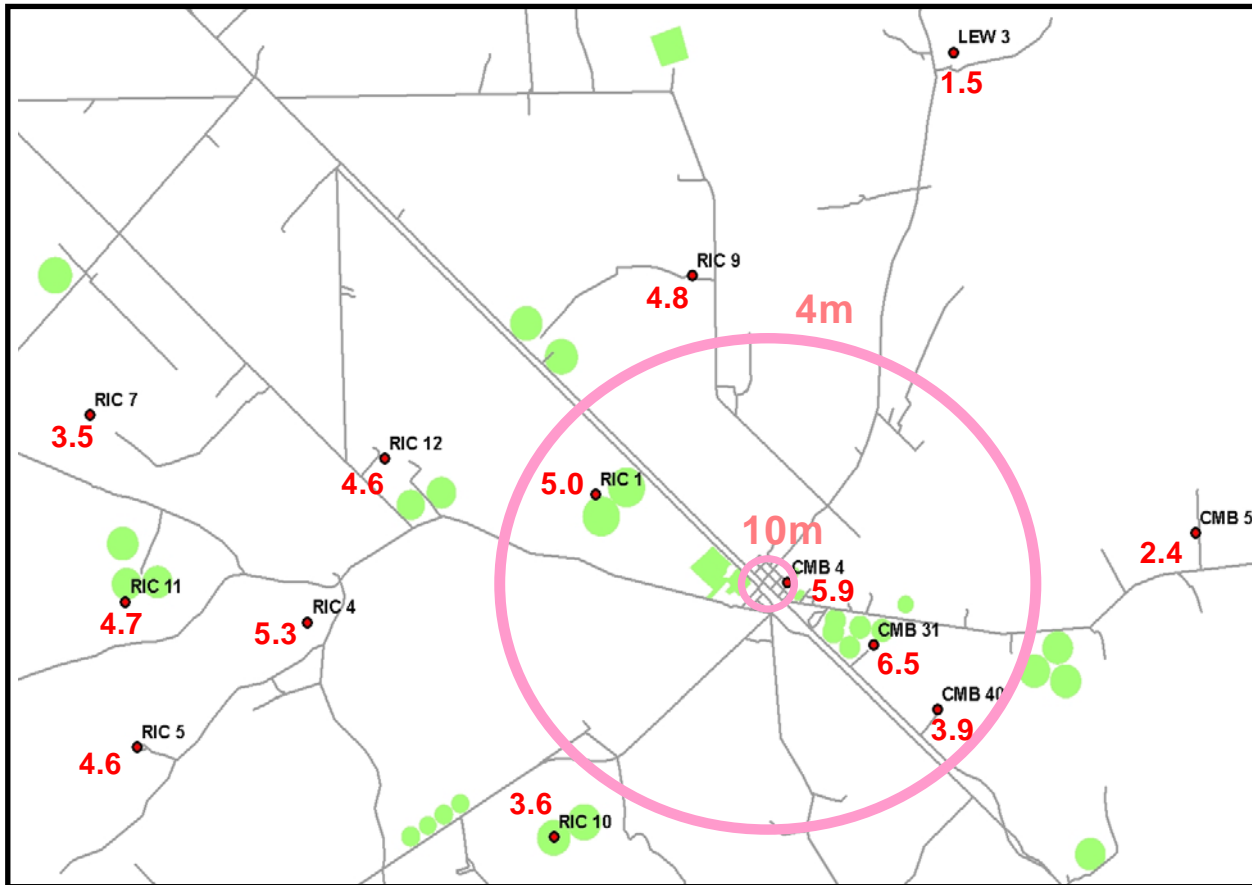 LEW 3
1.5
RIC 9
4.8
4m
RIC 7
3.5
RIC 12
4.6
RIC 1
5.0
10m
CMB 5
2.4
CMB 4
5.9
RIC 11
4.7
RIC 4
5.3
CMB 31
6.5
CMB 40
3.9
RIC 5
4.6
3.6
RIC 10